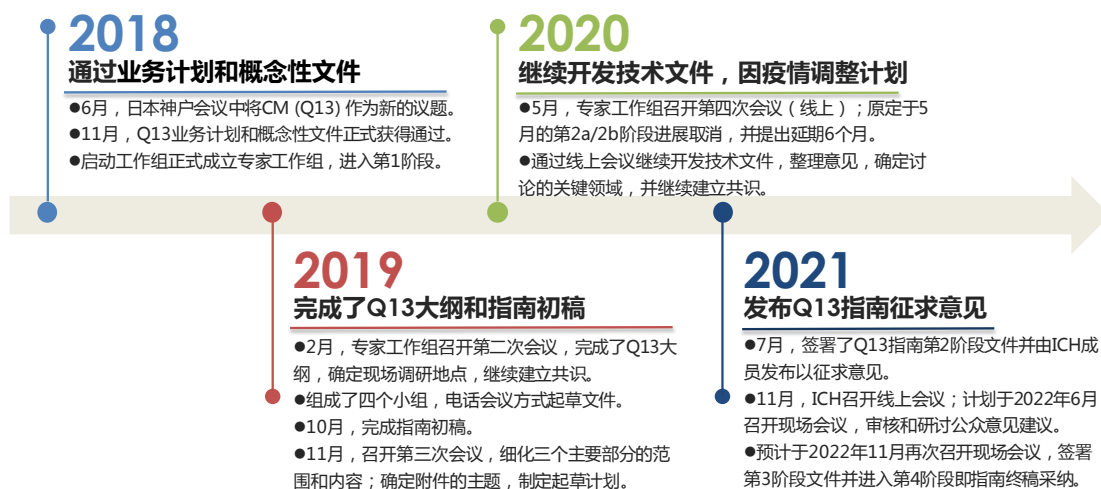 2018
通过业务计划和概念性文件
●6月，日本神户会议中将CM (Q13) 作为新的议题。
●11月，Q13业务计划和概念性文件正式获得通过。
●启动工作组正式成立专家工作组，进入第1阶段。
2020
继续开发技术文件，因疫情调整计划
●5月，专家工作组召开第四次会议（线上）；原定于5
月的第2a/2b阶段进展取消，并提出延期6个月。
●通过线上会议继续开发技术文件，整理意见，确定讨
论的关键领域，并继续建立共识。
2019
完成了Q13大纲和指南初稿
●2月，专家工作组召开第二次会议，完成了Q13大
纲，确定现场调研地点，继续建立共识。
●组成了四个小组，电话会议方式起草文件。
●10月，完成指南初稿。
●11月，召开第三次会议，细化三个主要部分的范
围和内容；确定附件的主题，制定起草计划。
2021
发布Q13指南征求意见
●7月，签署了Q13指南第2阶段文件并由ICH成
员发布以征求意见。
●11月，ICH召开线上会议；计划于2022年6月
召开现场会议，审核和研讨公众意见建议。
●预计于2022年11月再次召开现场会议，签署
第3阶段文件并进入第4阶段即指南终稿采纳。